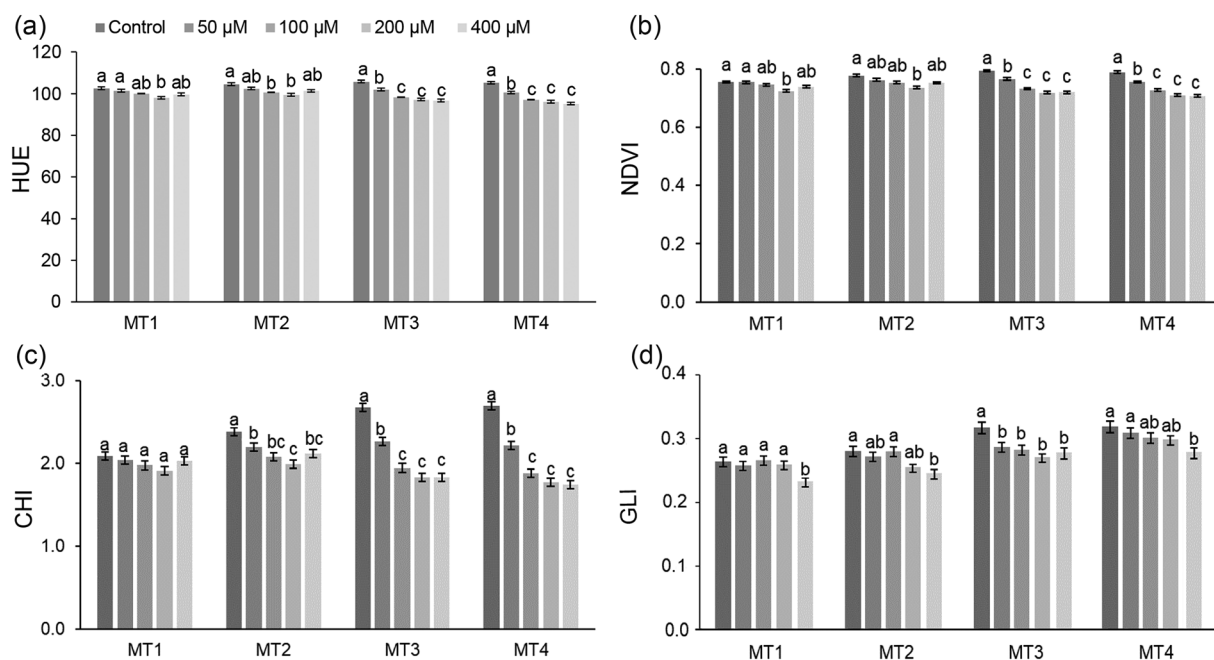 (a) Control 50 μM 100 μM 200 μM 400 μM
120
100
80
60
40
20
0
HUE
a a ab b ab
a ab b b ab
a b c c c
a b c c c
MT1 MT2 MT3 MT4
(b)
0.8
0.6
0.4
0.2
0.0
NDVI
a a ab b ab
a ab ab b ab
a b c c c
a b c c c
MT1 MT2 MT3 MT4
(c)
3.0
2.0
1.0
0.0
CHI
a a a a a
a b bc c bc
a b c c c
a b c c c
MT1 MT2 MT3 MT4
(d)
0.4
0.3
0.2
0.1
0.0
GLI
a a a a b
a ab a ab b
a b b b b
a a ab ab b
MT1 MT2 MT3 MT4